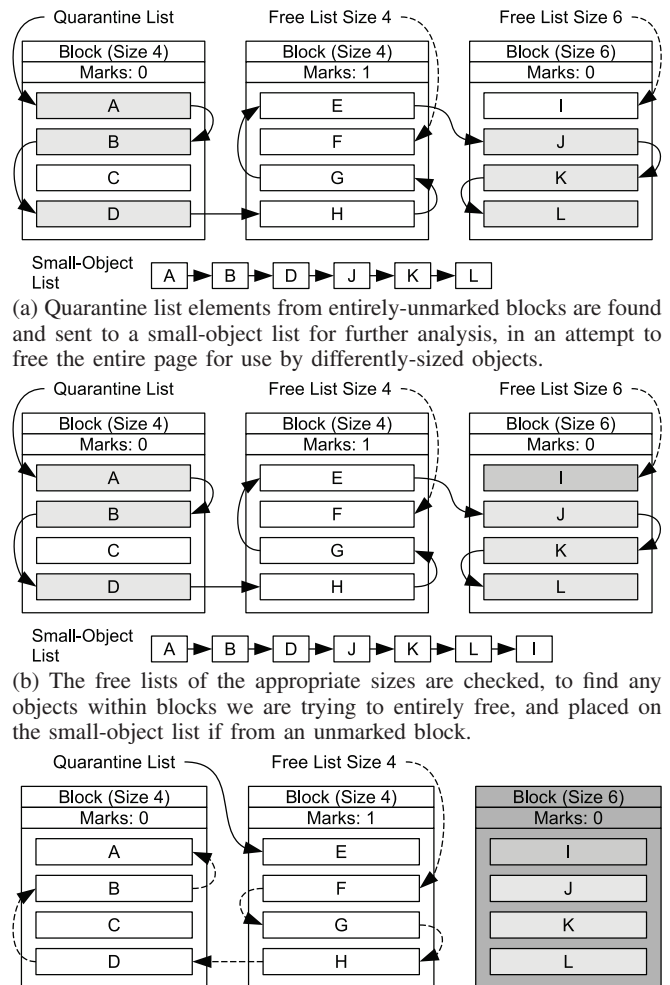 Quarantine List Free List Size 4 Free List Size 6
Block (Size 4) Block (Size 4) Block (Size 6)
Marks: 0 Marks: 1 Marks: 0
A E I
B F J
C G K
D H L
Small-Object
List A B D J K L
(a) Quarantine list elements from entirely-unmarked blocks are found
and sent to a small-object list for further analysis, in an attempt to
free the entire page for use by differently-sized objects.
Quarantine List Free List Size 4 Free List Size 6
Block (Size 4) Block (Size 4) Block (Size 6)
Marks: 0 Marks: 1 Marks: 0
A E I
B F J
C G K
D H L
Small-Object
List A B D J K L I
(b) The free lists of the appropriate sizes are checked, to find any
objects within blocks we are trying to entirely free, and placed on
the small-object list if from an unmarked block.
Quarantine List Free List Size 4
Block (Size 4) Block (Size 4) Block (Size 6)
Marks: 0 Marks: 1 Marks: 0
A E I
B F J
C G K
D H L